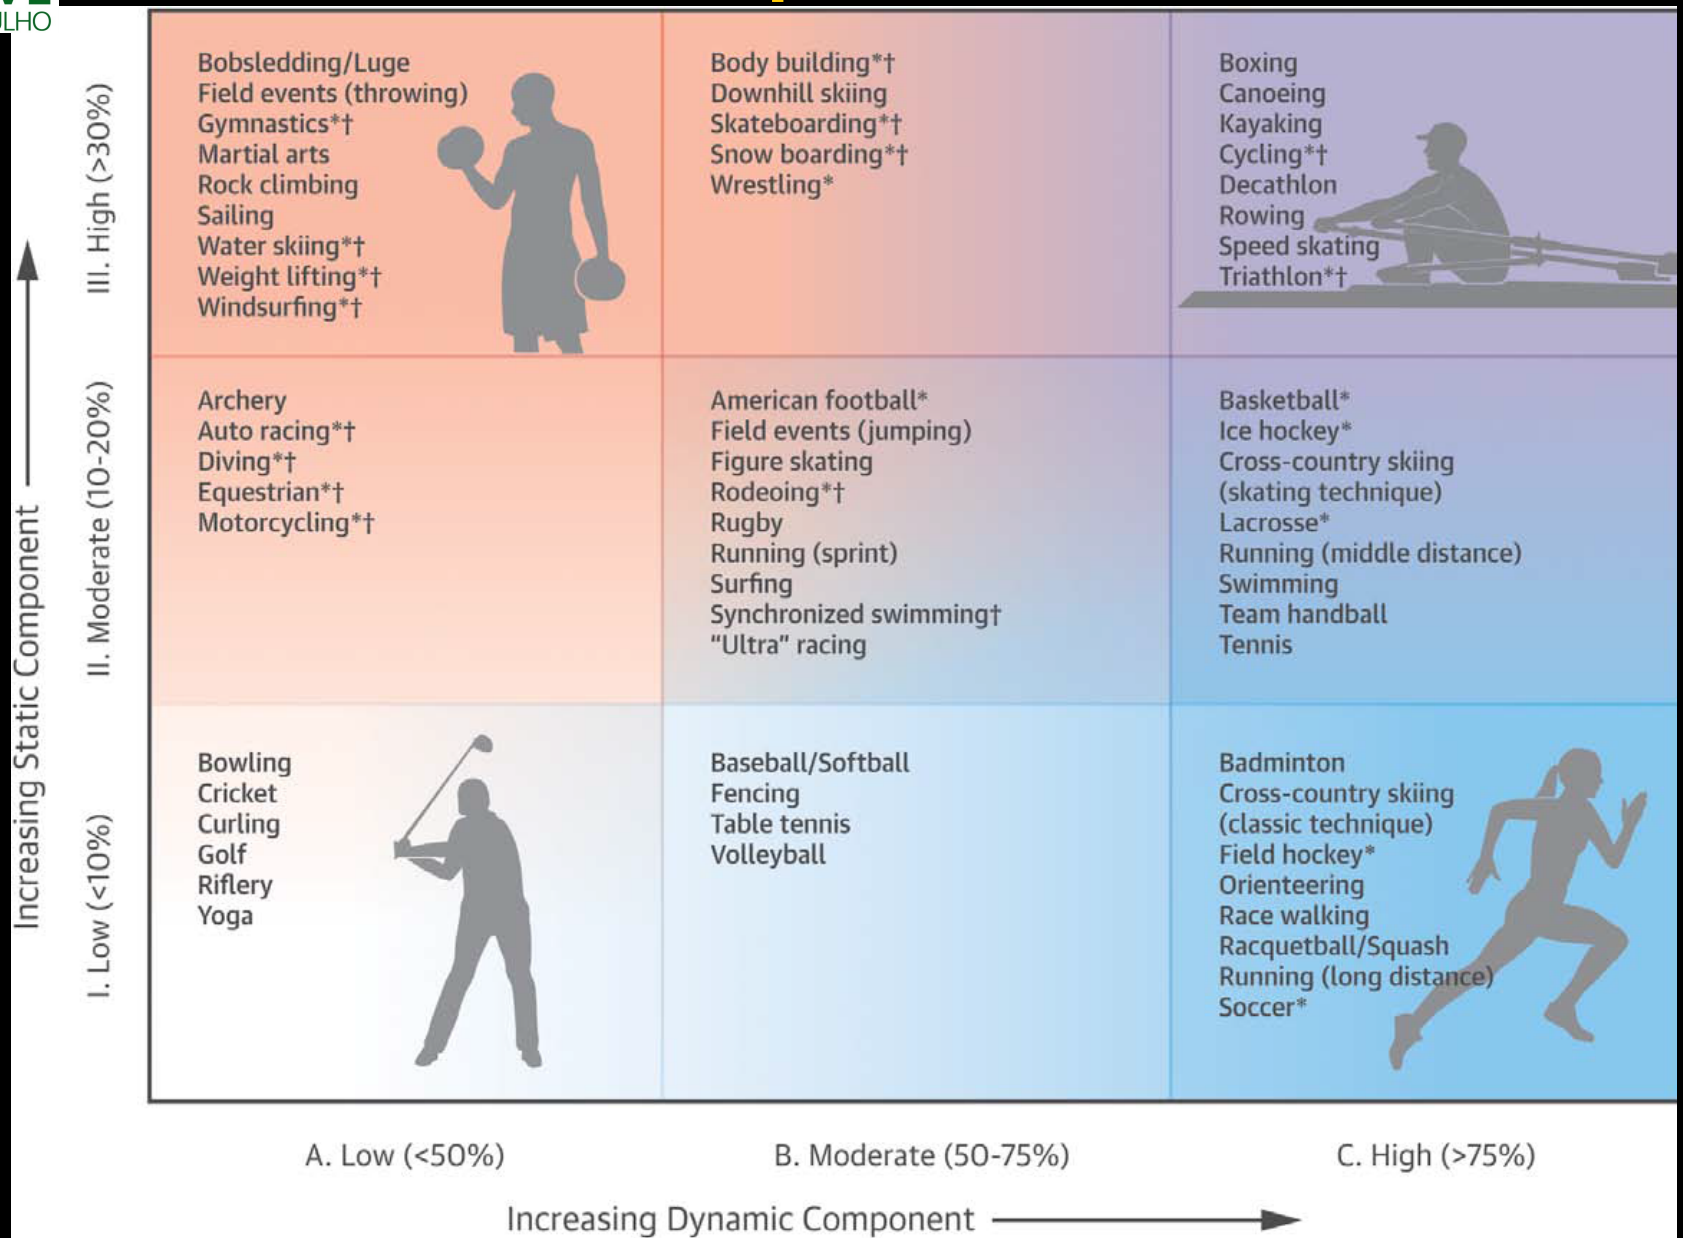 ULHO
III. High (>30%)
Bobsledding/Luge
Field events (throwing)
Gymnastics*†
Martial arts
Rock climbing
Sailing
Water skiing*†
Weight lifting*†
Windsurfing*†
Body building*†
Downhill skiing
Skateboarding*†
Snow boarding*†
Wrestling*
Boxing
Canoeing
Kayaking
Cycling*†
Decathlon
Rowing
Speed skating
Triathlon*†
II. Moderate (10-20%)
Archery
Auto racing*†
Diving*†
Equestrian*†
Motorcycling*†
American football*
Field events (jumping)
Figure skating
Rodeoing*†
Rugby
Running (sprint)
Surfing
Synchronized swimming†
“Ultra” racing
Basketball*
Ice hockey*
Cross-country skiing
(skating technique)
Lacrosse*
Running (middle distance)
Swimming
Team handball
Tennis
I. Low (<10%)
Bowling
Cricket
Curling
Golf
Riflery
Yoga
Baseball/Softball
Fencing
Table tennis
Volleyball
Badminton
Cross-country skiing
(classic technique)
Field hockey*
Orienteering
Race walking
Racquetball/Squash
Running (long distance)
Soccer*
Increasing Static Component
A. Low (<50%)
B. Moderate (50-75%)
C. High (>75%)
Increasing Dynamic Component